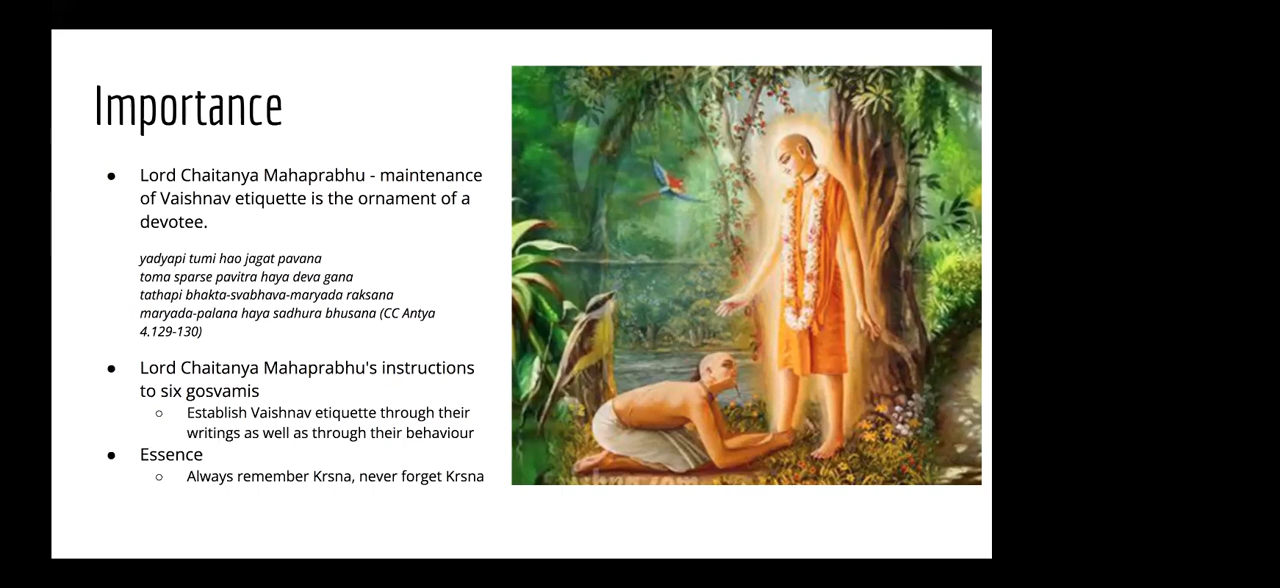 Importance
● Lord Chaitanya Mahaprabhu - maintenance
of Vaishnav etiquette is the ornament of a
devotee.
yadyapi tumi hao jagat pavana
toma sparse pavitra haya deva gana
tathapi bhakta-svabhava-maryada raksana
maryada-palana haya sadhura bhusana (CC Antya
4.129-130)
● Lord Chaitanya Mahaprabhu's instructions
to six gosvamis
○ Establish Vaishnav etiquette through their
writings as well as through their behaviour
● Essence
○ Always remember Krsna, never forget Krsna